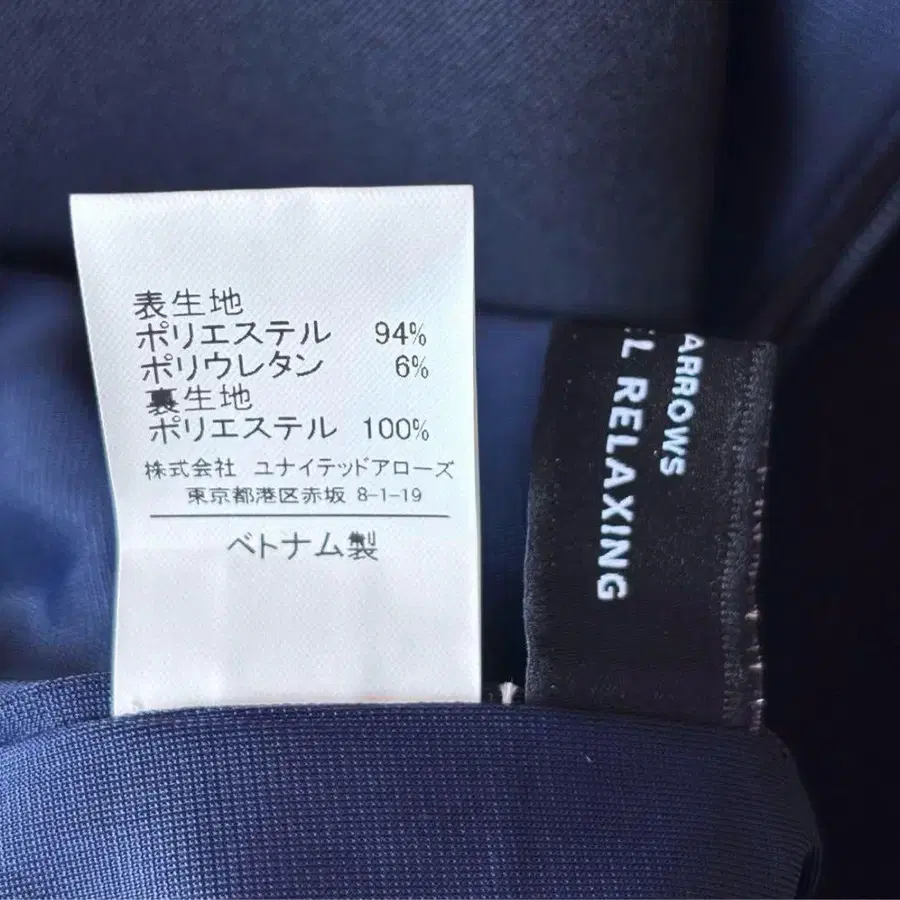 表生地
ポリエステル 94%
ポリウレタン 6%
裏生地
ポリエステル 100%
株式会社 ユナイテッドアローズ
東京都港区赤坂 8-1-19
ベトナム製
ARROWS
EL RELAXING